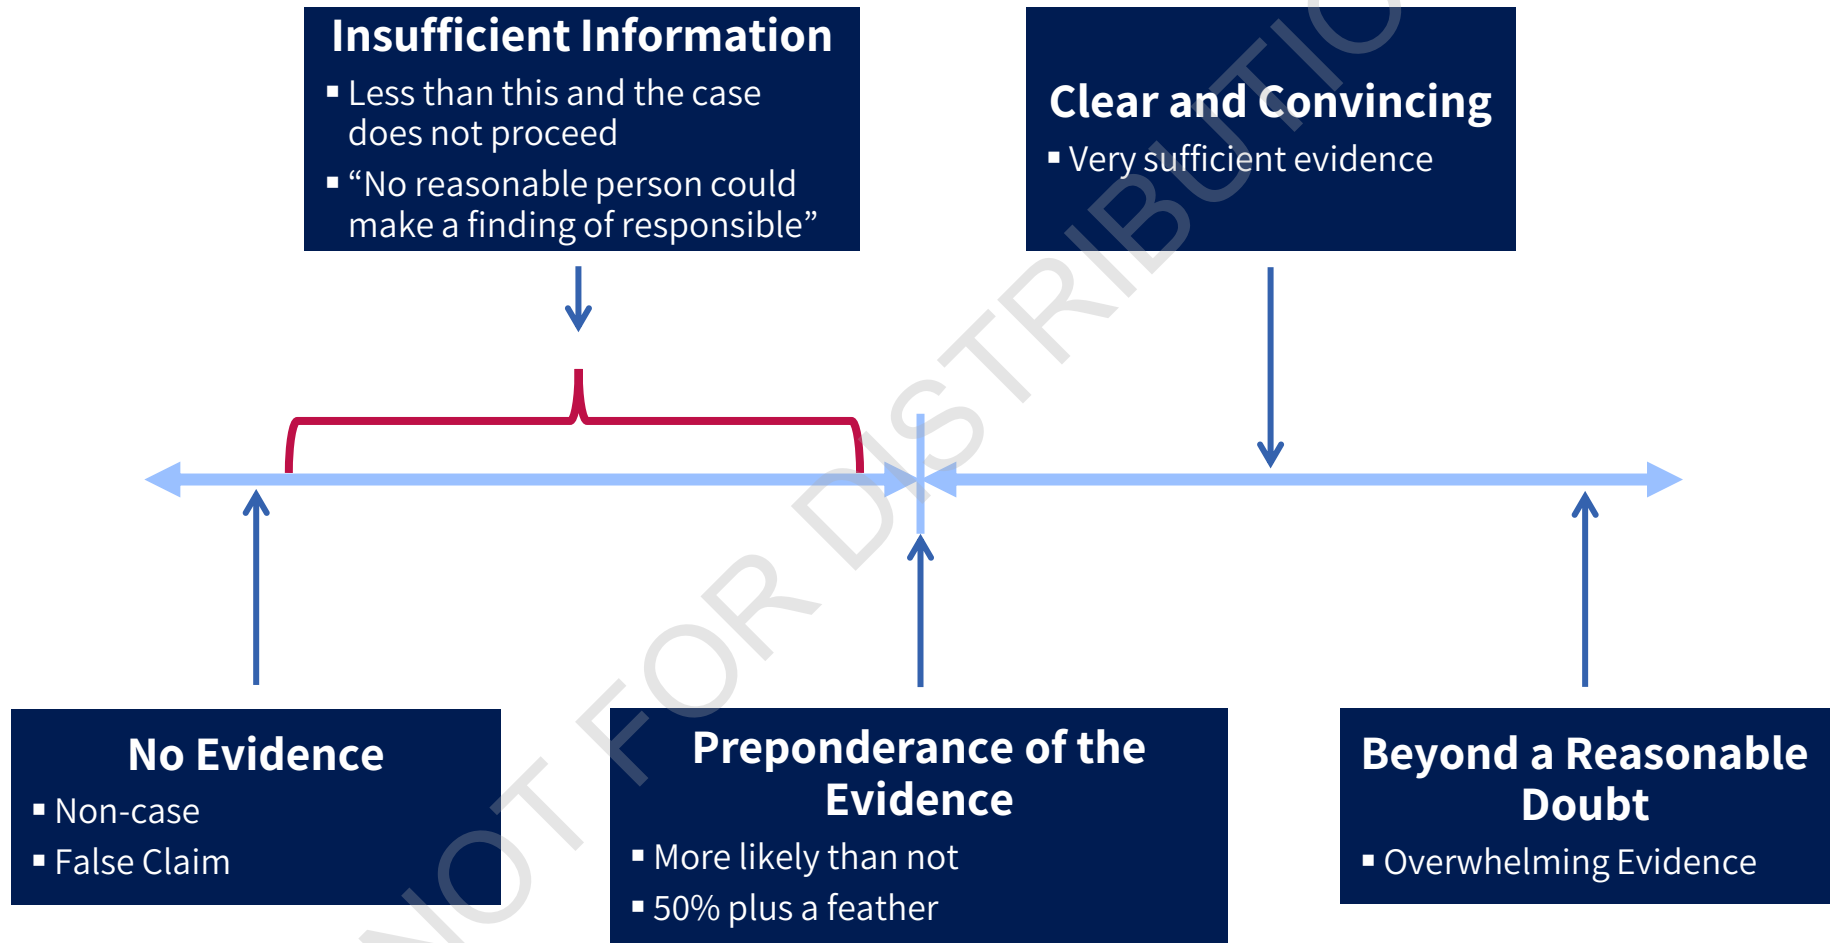 Insufficient Information
▪ Less than this and the case
does not proceed
▪ “No reasonable person could
make a finding of responsible”
Clear and Convincing
▪ Very sufficient evidence
No Evidence
▪ Non-case
▪ False Claim
Preponderance of the
Evidence
▪ More likely than not
▪ 50% plus a feather
Beyond a Reasonable
Doubt
▪ Overwhelming Evidence
NOT FOR DISTRIBUTIO